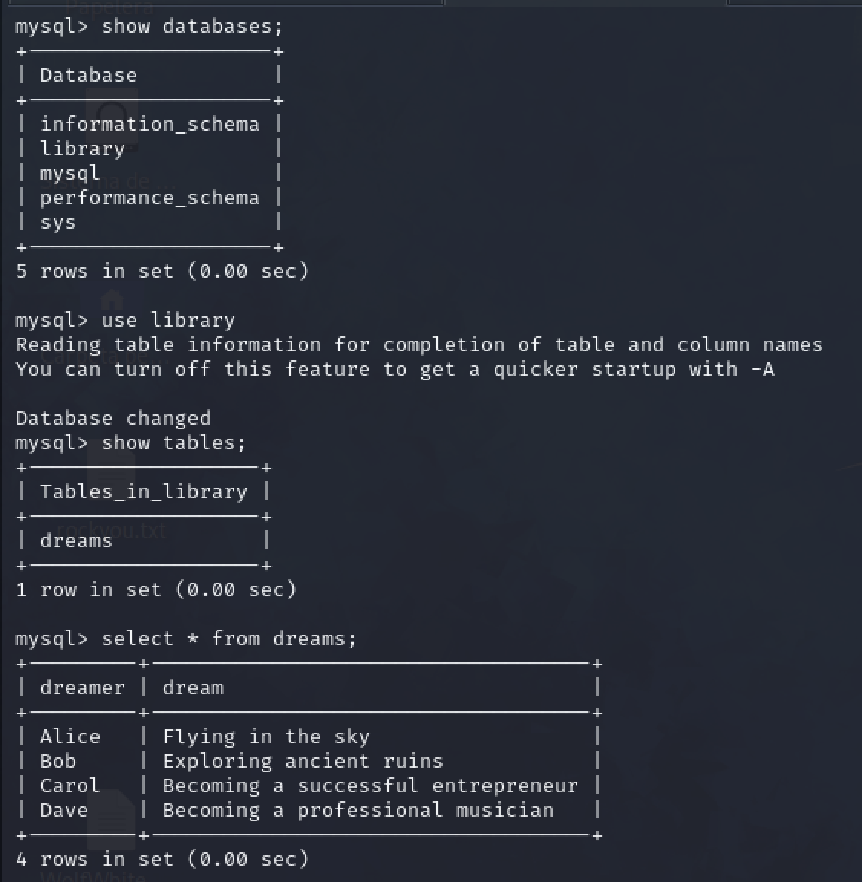 Papelera
mysql> show databases;
+--------------------+
| Database           |
+--------------------+
| information_schema |
| library            |
| mysql              |
| performance_schema |
| sys                |
+--------------------+
5 rows in set (0.00 sec)
mysql> use library
Reading table information for completion of table and column names
You can turn off this feature to get a quicker startup with -A
Database changed
mysql> show tables;
+-------------------+
| Tables_in_library |
+-------------------+
| dreams            |
+-------------------+
rockyou.txt
1 row in set (0.00 sec)
mysql> select * from dreams;
+---------+------------------------------------+
| dreamer | dream                              |
+---------+------------------------------------+
| Alice   | Flying in the sky                  |
| Bob     | Exploring ancient ruins            |
| Carol   | Becoming a successful entrepreneur |
| Dave    | Becoming a professional musician   |
+---------+------------------------------------+
4 rows in set (0.00 sec)